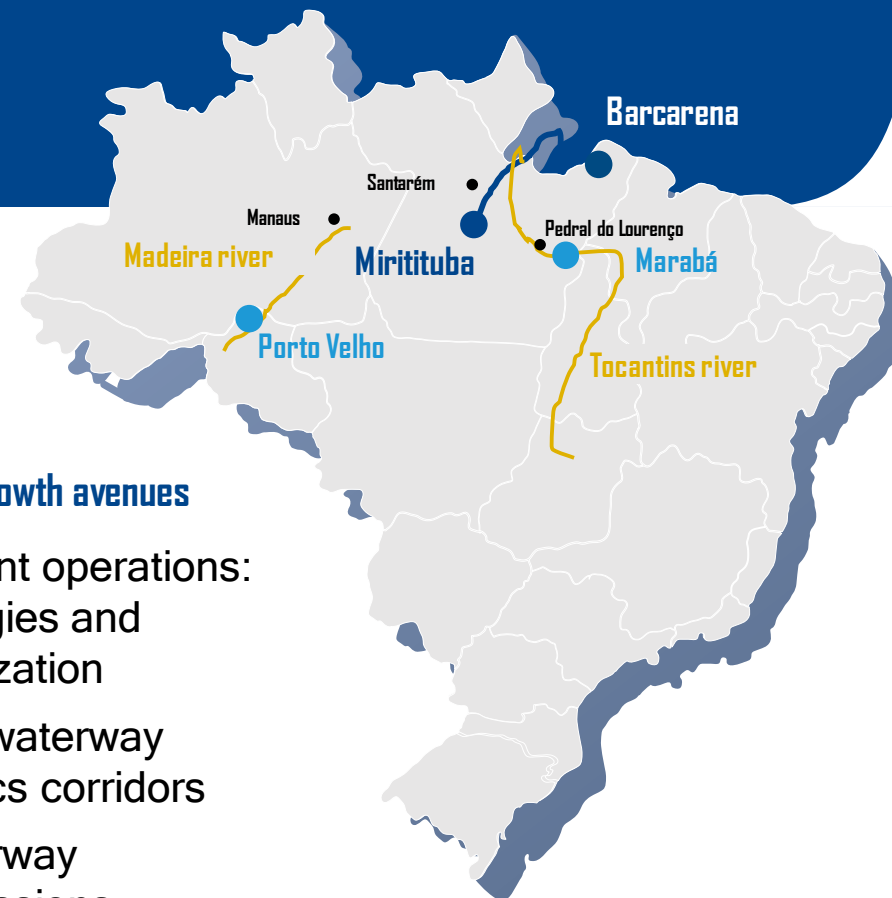 Barcarena
Santarém
Manaus
Pedral do Lourenço
Madeira river
Miritituba
Marabá
Porto Velho
Tocantins river
owth avenues
nt operations:
gies and
zation
waterway
cs corridors
rway